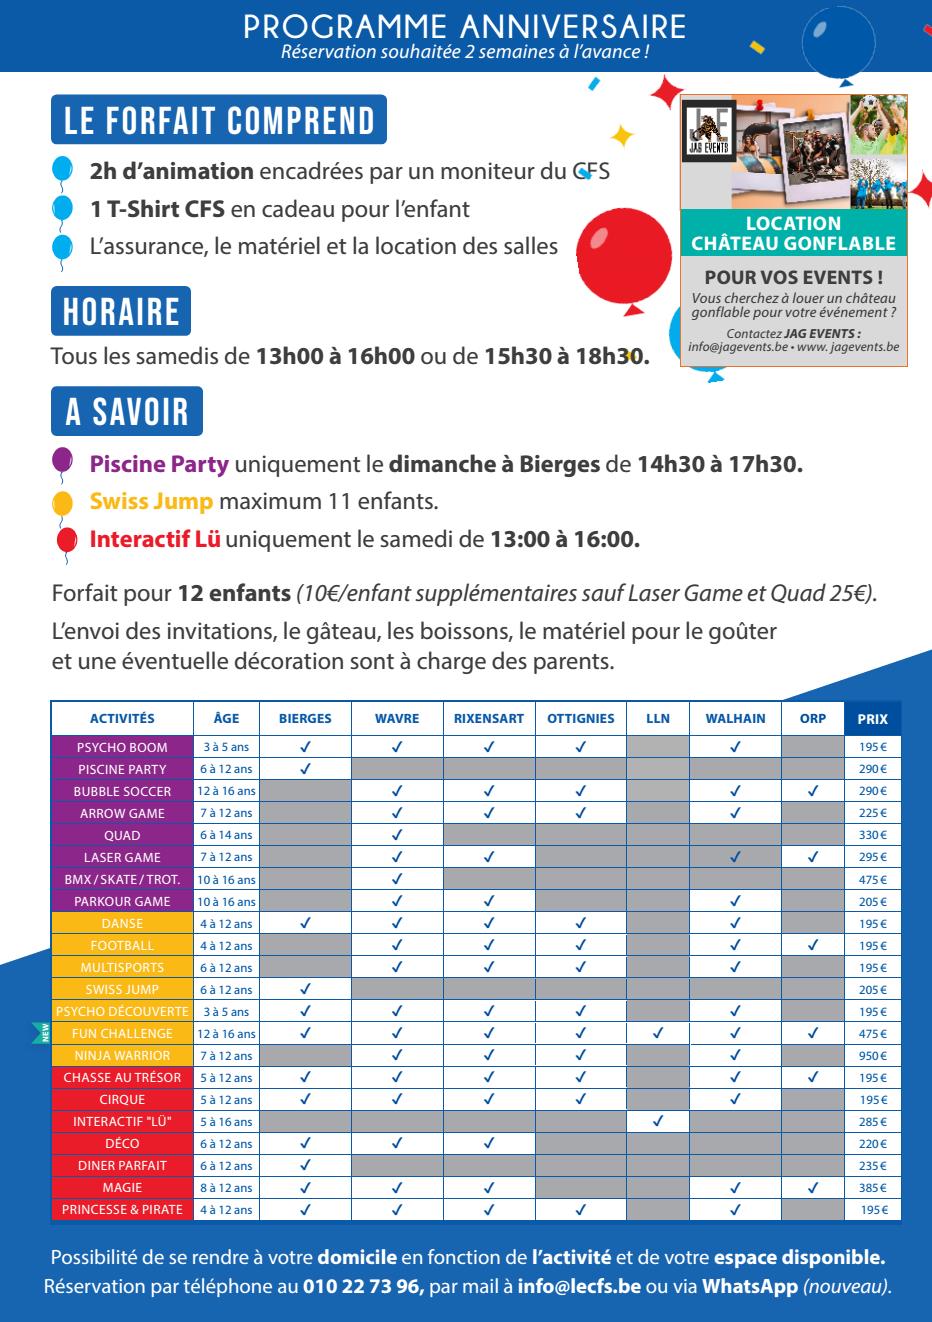 PROGRAMME ANNIVERSAIRE
Réservation souhaitée 2 semaines à l'avance !
LE FORFAIT COMPREND
2h d'animation encadrées par un moniteur du CFS
1 T-Shirt CFS en cadeau pour l'enfant
L'assurance, le matériel et la location des salles
JAG EVENTS
LOCATION
CHÂTEAU GONFLABLE
POUR VOS EVENTS !
Vous cherchez à louer un château
gonflable pour votre événement ?
Contactez JAG EVENTS :
info@jagevents.be • www. jagevents.be
HORAIRE
Tous les samedis de 13h00 à 16h00 ou de 15h30 à 18h30.
A SAVOIR
Piscine Party uniquement le dimanche à Bierges de 14h30 à 17h30.
Swiss Jump maximum 11 enfants.
Interactif Lü uniquement le samedi de 13:00 à 16:00.
Forfait pour 12 enfants (10€/enfant supplémentaires sauf Laser Game et Quad 25€).
L'envoi des invitations, le gâteau, les boissons, le matériel pour le goûter
et une éventuelle décoration sont à charge des parents.
ACTIVITÉS ÂGE BIERGES WAVRE RIXENSART OTTIGNIES LLN WALHAIN ORP PRIX
PSYCHO BOOM 3 à 5 ans ✓ ✓ ✓ ✓ ✓ 195€
PISCINE PARTY 6 à 12 ans ✓ 290€
BUBBLE SOCCER 12 à 16 ans ✓ ✓ ✓ ✓ ✓ 290€
ARROW GAME 7 à 12 ans ✓ ✓ ✓ ✓ 225€
QUAD 6 à 14 ans ✓ 330€
LASER GAME 7 à 12 ans ✓ ✓ ✓ ✓ 295€
BMX / SKATE / TROT. 10 à 16 ans ✓ 475€
PARKOUR GAME 10 à 16 ans ✓ ✓ ✓ 205€
DANSE 4 à 12 ans ✓ ✓ ✓ ✓ ✓ 195€
FOOTBALL 4 à 12 ans ✓ ✓ ✓ ✓ ✓ 195€
MULTISPORTS 6 à 12 ans ✓ ✓ ✓ ✓ 195€
SWISS JUMP 6 à 12 ans ✓ 205€
PSYCHO DÉCOUVERTE 3 à 5 ans ✓ ✓ ✓ ✓ ✓ 195€
NEW FUN CHALLENGE 12 à 16 ans ✓ ✓ ✓ ✓ ✓ ✓ ✓ 475€
NINJA WARRIOR 7 à 12 ans ✓ ✓ ✓ ✓ 950€
CHASSE AU TRÉSOR 5 à 12 ans ✓ ✓ ✓ ✓ ✓ ✓ 195€
CIRQUE 5 à 12 ans ✓ ✓ ✓ ✓ ✓ 195€
INTERACTIF "LÜ" 5 à 16 ans ✓ 285€
DÉCO 6 à 12 ans ✓ ✓ ✓ 220€
DINER PARFAIT 6 à 12 ans ✓ 235€
MAGIE 8 à 12 ans ✓ ✓ ✓ ✓ ✓ 385€
PRINCESSE & PIRATE 4 à 12 ans ✓ ✓ ✓ ✓ ✓ 195€
Possibilité de se rendre à votre domicile en fonction de l'activité et de votre espace disponible.
Réservation par téléphone au 010 22 73 96, par mail à info@lecfs.be ou via WhatsApp (nouveau).